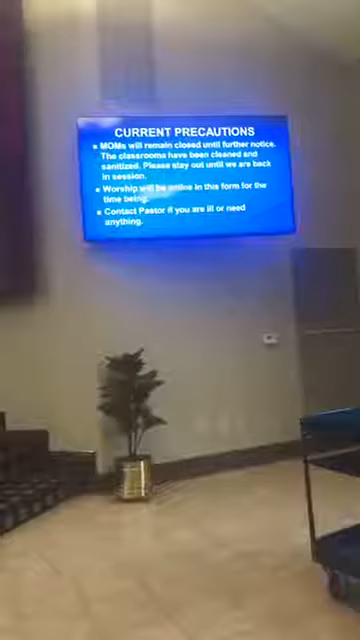 CURRENT PRECAUTIONS
• MOMs will remain closed until further notice.
The classrooms have been cleaned and
sanitized. Please stay out until we are back
in session.
• Worship will be online in this form for the
time being.
• Contact Pastor if you are ill or need
anything.